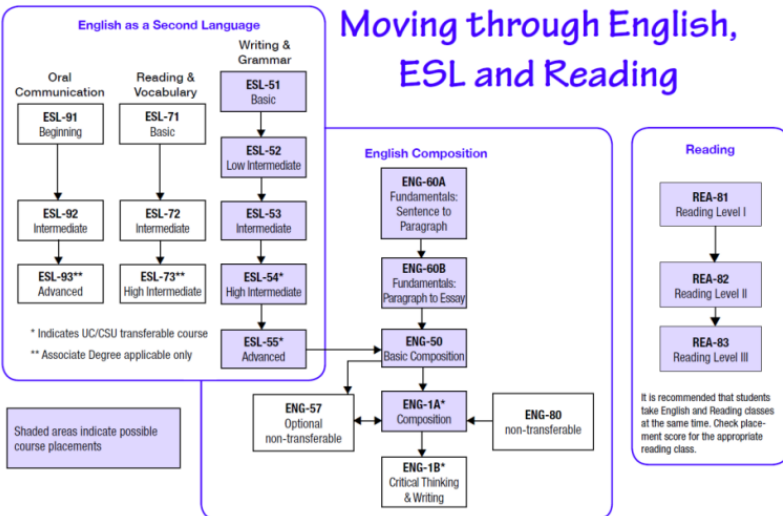 Moving through English,
ESL and Reading
English as a Second Language
Oral
Communication
Reading &
Vocabulary
Writing &
Grammar
ESL-91
Beginning
ESL-92
Intermediate
ESL-93**
Advanced
ESL-71
Basic
ESL-72
Intermediate
ESL-73**
High Intermediate
ESL-51
Basic
ESL-52
Low Intermediate
ESL-53
Intermediate
ESL-54*
High Intermediate
ESL-55*
Advanced
* Indicates UC/CSU transferable course
** Associate Degree applicable only
Shaded areas indicate possible
course placements
English Composition
ENG-60A
Fundamentals:
Sentence to
Paragraph
ENG-60B
Fundamentals:
Paragraph to Essay
ENG-50
Basic Composition
ENG-57
Optional
non-transferable
ENG-1A*
Composition
ENG-80
non-transferable
ENG-1B*
Critical Thinking
& Writing
Reading
REA-81
Reading Level I
REA-82
Reading Level II
REA-83
Reading Level III
It is recommended that students
take English and Reading classes
at the same time. Check place-
ment score for the appropriate
reading class.